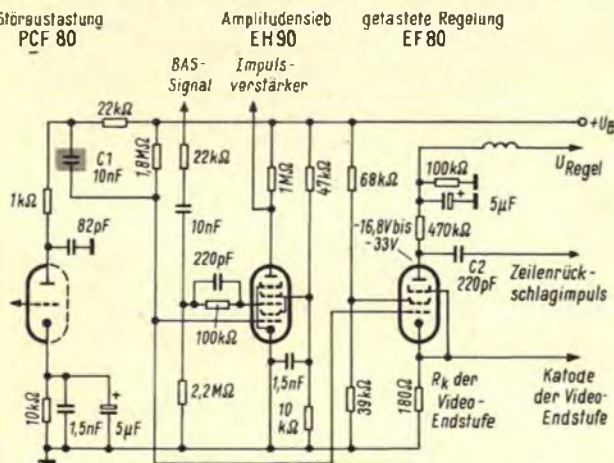 Störaustastung
PCF 80
Amplitudensieb
EH90
getastete Regelung
EF80
BAS-
Signal
Impuls-
verstärker
22kΩ
C1
10nF
1,8MΩ
22kΩ
1MΩ
47kΩ
68kΩ
+UB
100kΩ
URegel
5µF
+
1kΩ
82pF
10nF
220pF
100kΩ
-16,8V bis
-33V
470kΩ
C2
220pF
Zeilenrück-
schlagimpuls
2,2MΩ
1,5nF
10
kΩ
39kΩ
180Ω
Rk der
Video-
Endstufe
Katode
der Video-
Endstufe
10kΩ
1,5nF
+
5µF